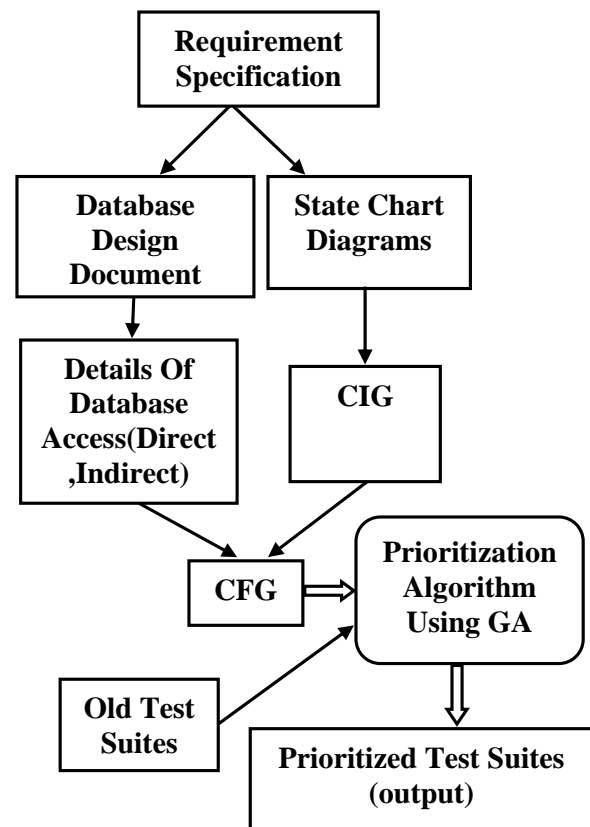 Requirement
Specification
Database
Design
Document
State Chart
Diagrams
Details Of
Database
Access(Direct
,Indirect)
CIG
CFG
Prioritization
Algorithm
Using GA
Old Test
Suites
Prioritized Test Suites
(output)